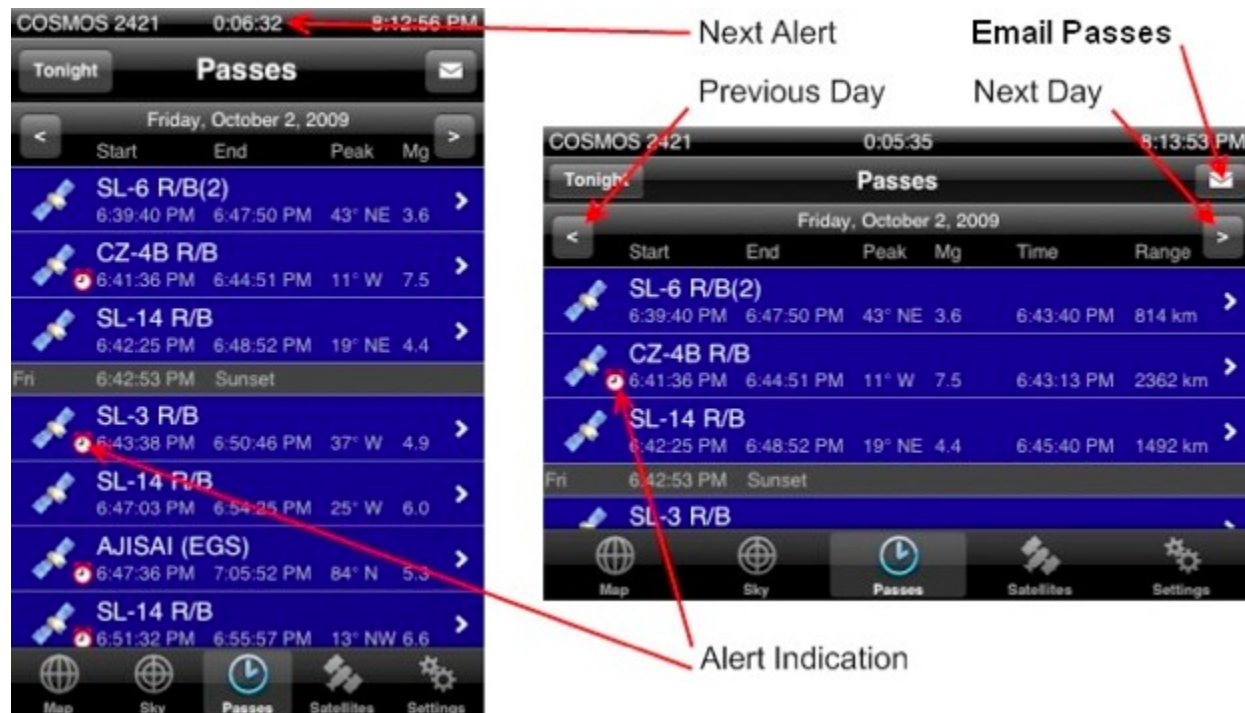 COSMOS 2421 0:06:32 8:12:56 PM
Tonight Passes
Friday, October 2, 2009
< >
Start End Peak Mg
SL-6 R/B(2)
6:39:40 PM 6:47:50 PM 43° NE 3.6
CZ-4B R/B
6:41:36 PM 6:44:51 PM 11° W 7.5
SL-14 R/B
6:42:25 PM 6:48:52 PM 19° NE 4.4
Fri 6:42:53 PM Sunset
SL-3 R/B
6:43:38 PM 6:50:46 PM 37° W 4.9
SL-14 R/B
6:47:03 PM 6:54:25 PM 25° W 6.0
AJISAI (EGS)
6:47:36 PM 7:05:52 PM 84° N 5.3
SL-14 R/B
6:51:32 PM 6:55:57 PM 13° NW 6.6
Map Sky Passes Satellites Settings
Next Alert Email Passes
Previous Day Next Day
COSMOS 2421 0:05:35 8:13:53 PM
Tonight Passes
Friday, October 2, 2009
< >
Start End Peak Mg Time Range
SL-6 R/B(2)
6:39:40 PM 6:47:50 PM 43° NE 3.6 6:43:40 PM 814 km
CZ-4B R/B
6:41:36 PM 6:44:51 PM 11° W 7.5 6:43:13 PM 2362 km
SL-14 R/B
6:42:25 PM 6:48:52 PM 19° NE 4.4 6:45:40 PM 1492 km
Fri 6:42:53 PM Sunset
SL-3 R/B
Map Sky Passes Satellites Settings
Alert Indication